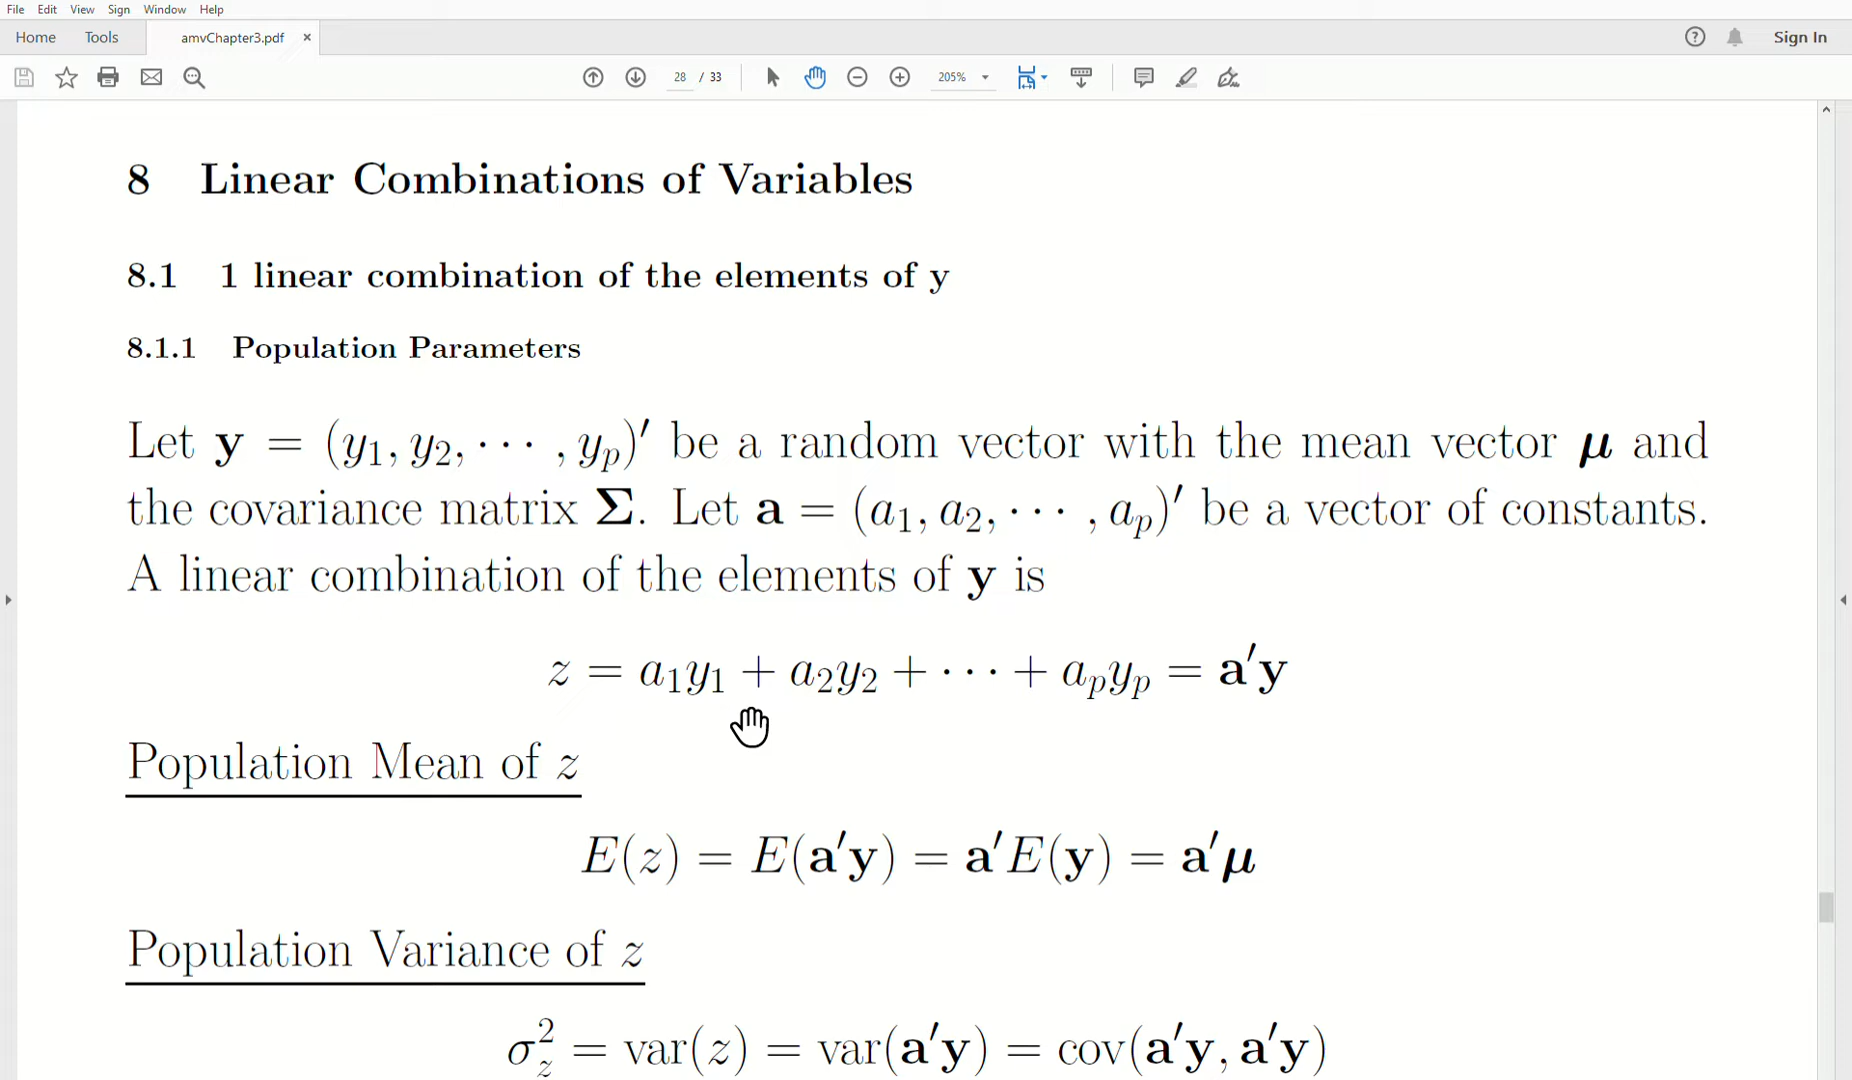 File Edit View Sign Window Help
Home Tools amvChapter3.pdf × ? Sign In
28 / 33 205%
8 Linear Combinations of Variables
8.1 1 linear combination of the elements of y
8.1.1 Population Parameters
Let y = (y₁, y₂, ⋯ , yₚ)′ be a random vector with the mean vector μ and
the covariance matrix Σ. Let a = (a₁, a₂, ⋯ , aₚ)′ be a vector of constants.
A linear combination of the elements of y is
z = a₁y₁ + a₂y₂ + ⋯ + aₚyₚ = a′y
Population Mean of z
E(z) = E(a′y) = a′E(y) = a′μ
Population Variance of z
σ_z² = var(z) = var(a′y) = cov(a′y, a′y)